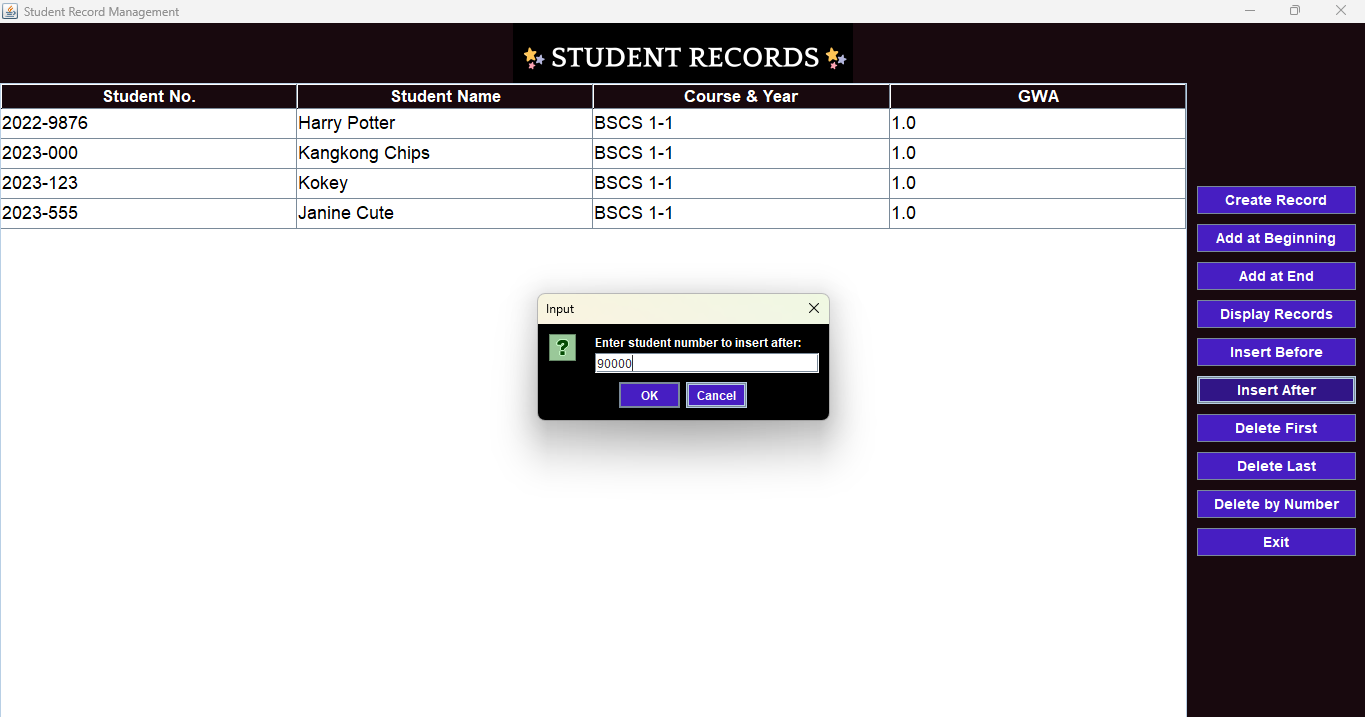 Student Record Management
STUDENT RECORDS
Student No. Student Name Course & Year GWA
2022-9876 Harry Potter BSCS 1-1 1.0
2023-000 Kangkong Chips BSCS 1-1 1.0
2023-123 Kokey BSCS 1-1 1.0
2023-555 Janine Cute BSCS 1-1 1.0
Input
?
Enter student number to insert after:
90000
OK Cancel
Create Record
Add at Beginning
Add at End
Display Records
Insert Before
Insert After
Delete First
Delete Last
Delete by Number
Exit